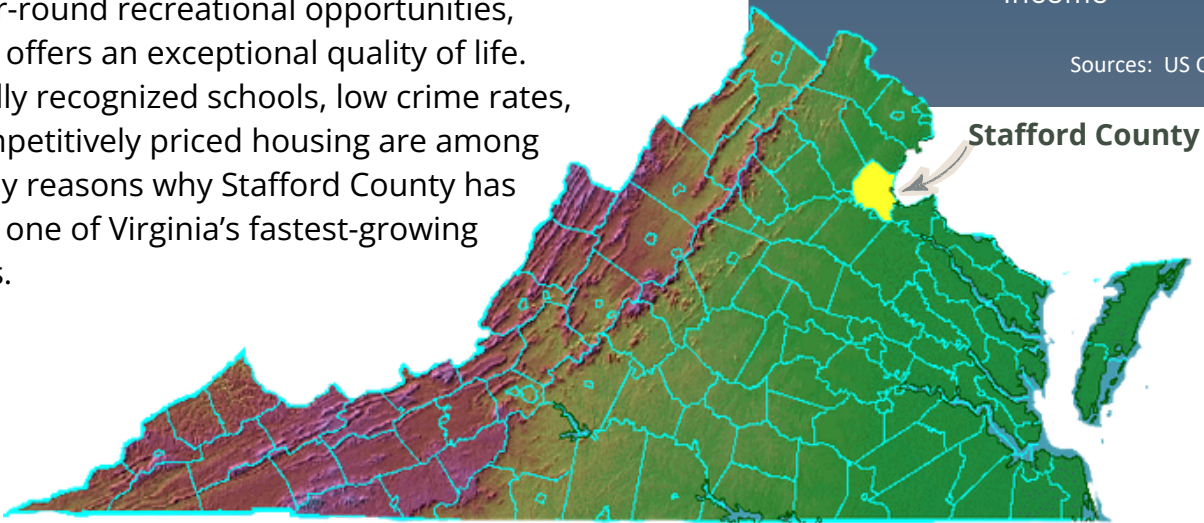 r-round recreational opportunities,
offers an exceptional quality of life.
lly recognized schools, low crime rates,
mpetitively priced housing are among
y reasons why Stafford County has
one of Virginia’s fastest-growing
s.
Income
Sources: US C
Stafford County